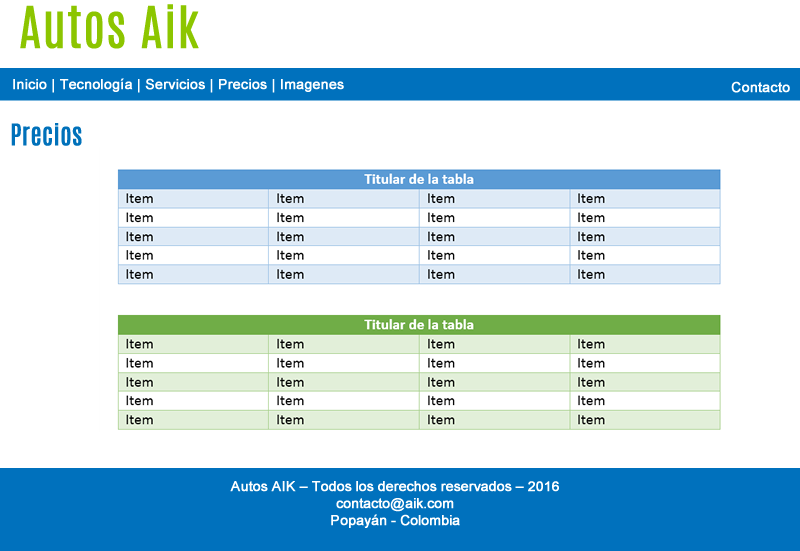 Autos Aik
Inicio | Tecnología | Servicios | Precios | Imagenes
Contacto
Precios
Titular de la tabla
Item Item Item Item
Item Item Item Item
Item Item Item Item
Item Item Item Item
Item Item Item Item
Titular de la tabla
Item Item Item Item
Item Item Item Item
Item Item Item Item
Item Item Item Item
Item Item Item Item
Autos AIK – Todos los derechos reservados – 2016
contacto@aik.com
Popayán - Colombia